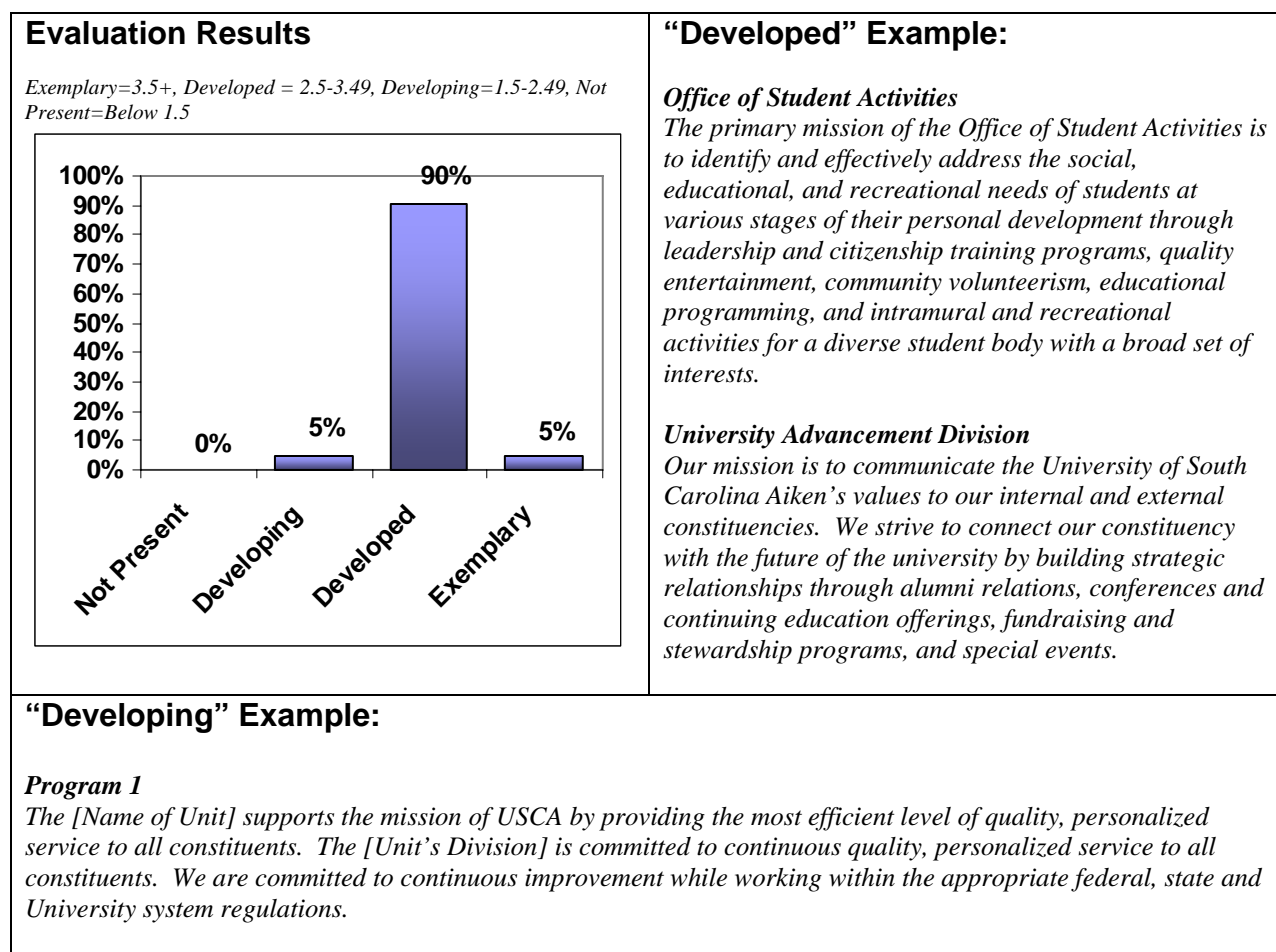 Evaluation Results
Exemplary=3.5+, Developed = 2.5-3.49, Developing=1.5-2.49, Not
Present=Below 1.5
100%
90%
80%
70%
60%
50%
40%
30%
20%
10%
0%
0%
5%
90%
5%
Not Present
Developing
Developed
Exemplary
“Developed” Example:
Office of Student Activities
The primary mission of the Office of Student Activities is
to identify and effectively address the social,
educational, and recreational needs of students at
various stages of their personal development through
leadership and citizenship training programs, quality
entertainment, community volunteerism, educational
programming, and intramural and recreational
activities for a diverse student body with a broad set of
interests.
University Advancement Division
Our mission is to communicate the University of South
Carolina Aiken’s values to our internal and external
constituencies.  We strive to connect our constituency
with the future of the university by building strategic
relationships through alumni relations, conferences and
continuing education offerings, fundraising and
stewardship programs, and special events.
“Developing” Example:
Program 1
The [Name of Unit] supports the mission of USCA by providing the most efficient level of quality, personalized
service to all constituents.  The [Unit’s Division] is committed to continuous quality, personalized service to all
constituents.  We are committed to continuous improvement while working within the appropriate federal, state and
University system regulations.